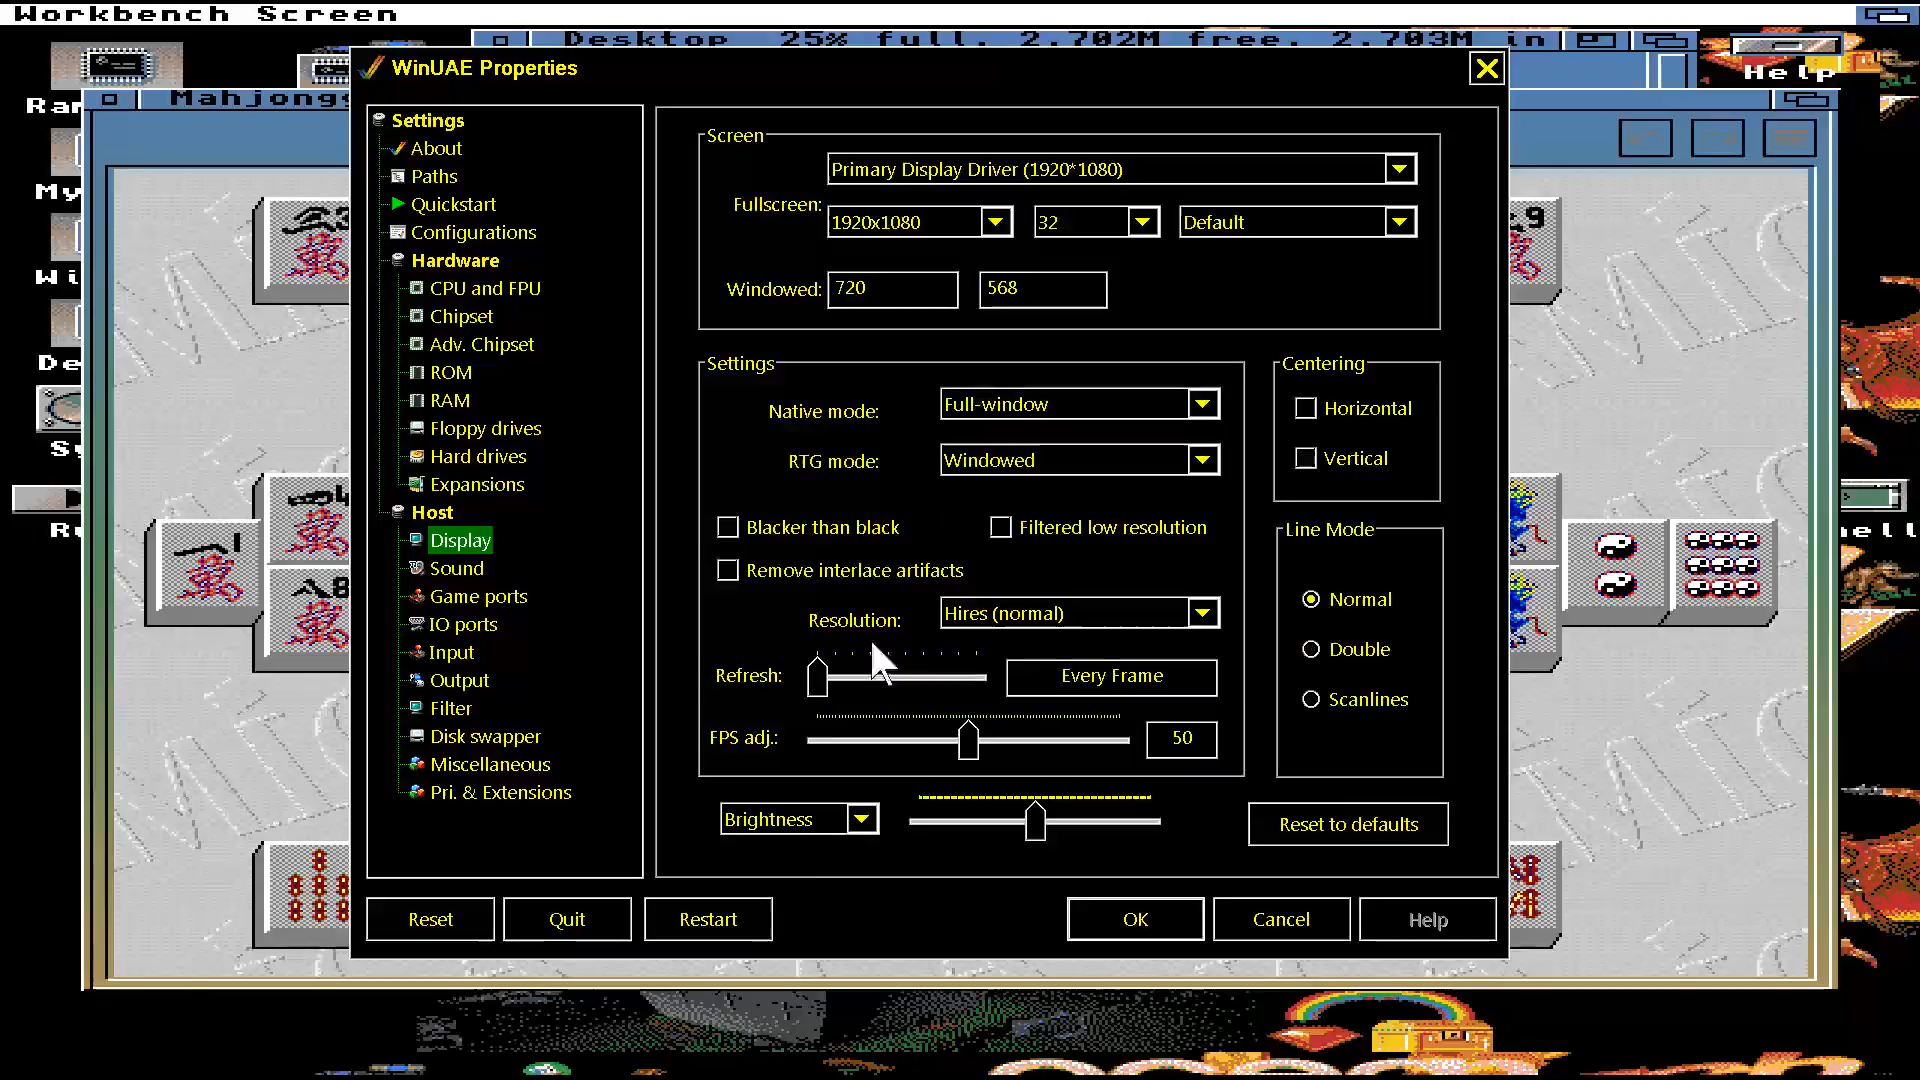 Workbench Screen
Desktop 25% full, 2.702M free, 2.703M in
Help
Mahjongg
WinUAE Properties
Settings
About
Paths
Quickstart
Configurations
Hardware
CPU and FPU
Chipset
Adv. Chipset
ROM
RAM
Floppy drives
Hard drives
Expansions
Host
Display
Sound
Game ports
IO ports
Input
Output
Filter
Disk swapper
Miscellaneous
Pri. & Extensions
Screen
Primary Display Driver (1920*1080)
Fullscreen: 1920x1080 32 Default
Windowed: 720 568
Settings
Native mode: Full-window
RTG mode: Windowed
Blacker than black Filtered low resolution
Remove interlace artifacts
Resolution: Hires (normal)
Refresh: Every Frame
FPS adj.: 50
Centering
Horizontal
Vertical
Line Mode
Normal
Double
Scanlines
Brightness
Reset to defaults
Reset Quit Restart OK Cancel Help